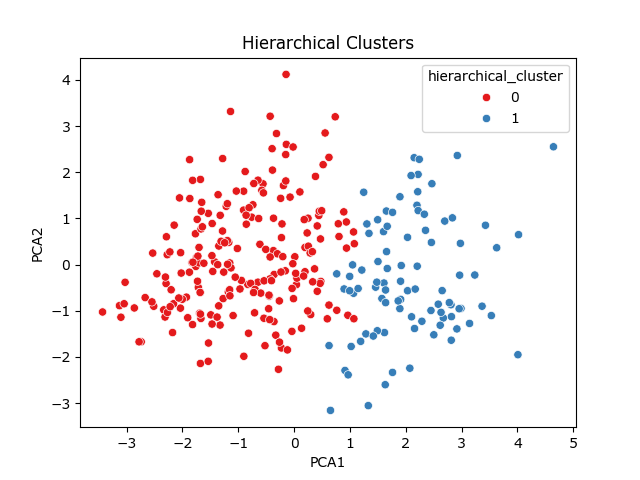 Hierarchical Clusters
hierarchical_cluster
0
1
4
3
2
1
0
−1
−2
−3
PCA2
−3 −2 −1 0 1 2 3 4 5
PCA1